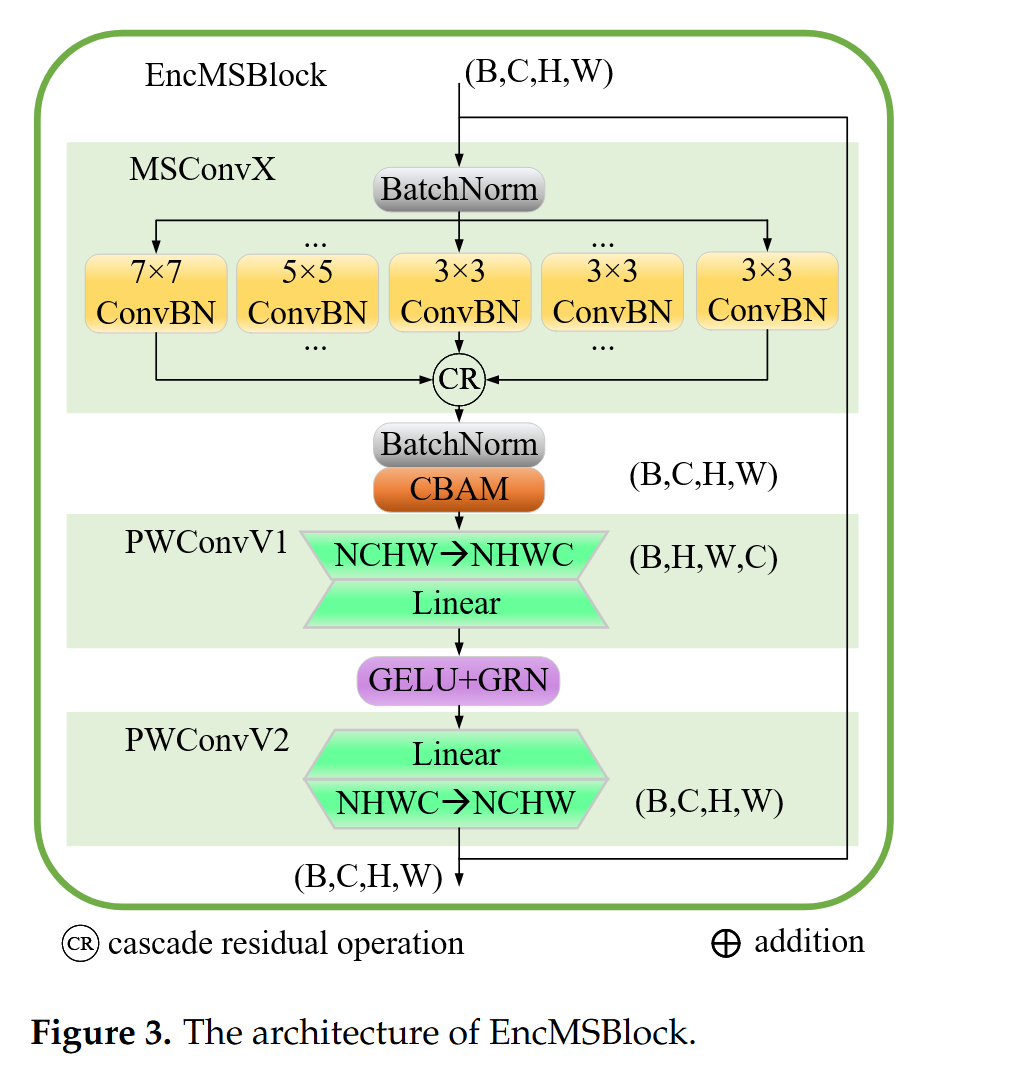 EncMSBlock
(B,C,H,W)
MSConvX
BatchNorm
... ...
7×7 5×5 3×3 3×3 3×3
ConvBN ConvBN ConvBN ConvBN ConvBN
... ...
CR
BatchNorm
CBAM
(B,C,H,W)
PWConvV1
NCHW→NHWC
(B,H,W,C)
Linear
GELU+GRN
PWConvV2
Linear
NHWC→NCHW
(B,C,H,W)
(B,C,H,W)
CR cascade residual operation
⊕ addition
Figure 3. The architecture of EncMSBlock.